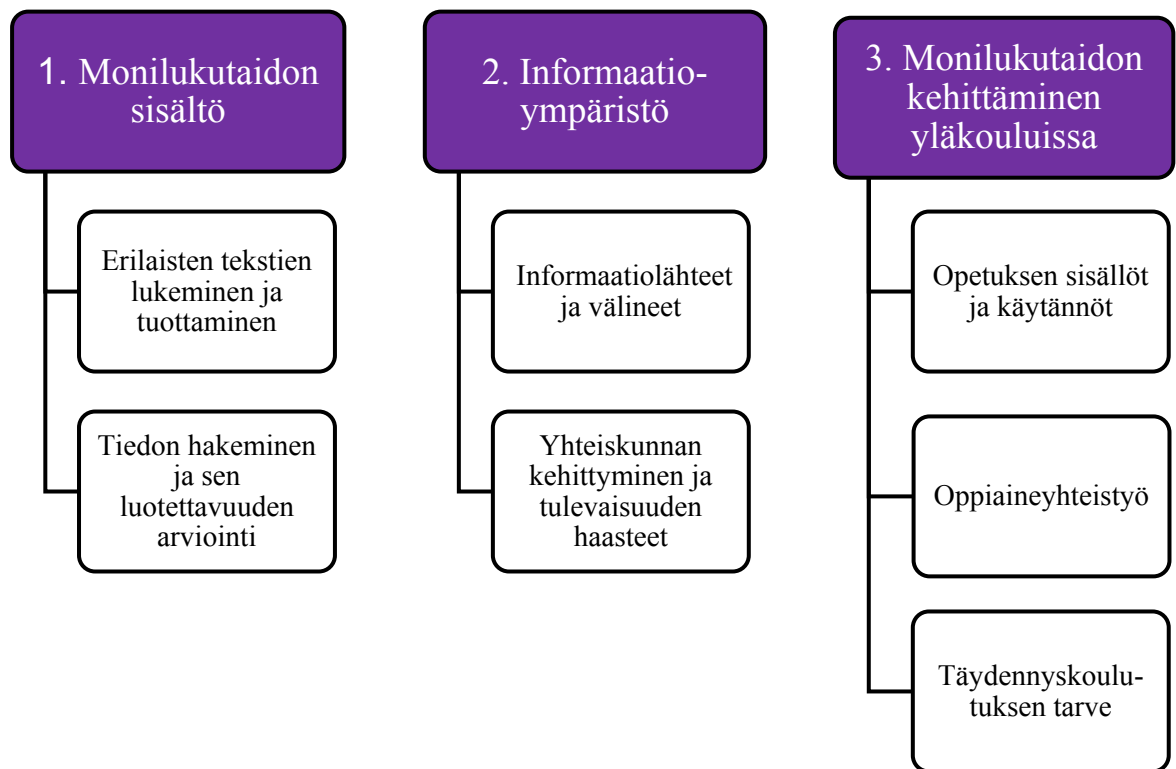 1. Monilukutaidon
sisältö
Erilaisten tekstien
lukeminen ja
tuottaminen
Tiedon hakeminen
ja sen
luotettavuuden
arviointi
2. Informaatio-
ympäristö
Informaatiolähteet
ja välineet
Yhteiskunnan
kehittyminen ja
tulevaisuuden
haasteet
3. Monilukutaidon
kehittäminen
yläkouluissa
Opetuksen sisällöt
ja käytännöt
Oppiaineyhteistyö
Täydennyskoulu-
tuksen tarve